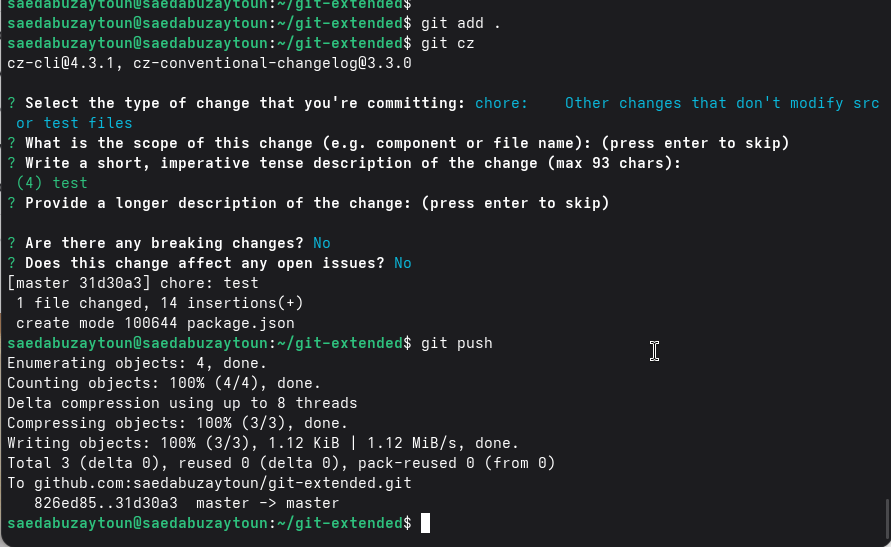 saedabuzaytoun@saedabuzaytoun:~/git-extended$
saedabuzaytoun@saedabuzaytoun:~/git-extended$ git add .
saedabuzaytoun@saedabuzaytoun:~/git-extended$ git cz
cz-cli@4.3.1, cz-conventional-changelog@3.3.0
? Select the type of change that you're committing: chore:    Other changes that don't modify src
or test files
? What is the scope of this change (e.g. component or file name): (press enter to skip)
? Write a short, imperative tense description of the change (max 93 chars):
(4) test
? Provide a longer description of the change: (press enter to skip)
? Are there any breaking changes? No
? Does this change affect any open issues? No
[master 31d30a3] chore: test
1 file changed, 14 insertions(+)
create mode 100644 package.json
saedabuzaytoun@saedabuzaytoun:~/git-extended$ git push
Enumerating objects: 4, done.
Counting objects: 100% (4/4), done.
Delta compression using up to 8 threads
Compressing objects: 100% (3/3), done.
Writing objects: 100% (3/3), 1.12 KiB | 1.12 MiB/s, done.
Total 3 (delta 0), reused 0 (delta 0), pack-reused 0 (from 0)
To github.com:saedabuzaytoun/git-extended.git
826ed85..31d30a3  master -> master
saedabuzaytoun@saedabuzaytoun:~/git-extended$